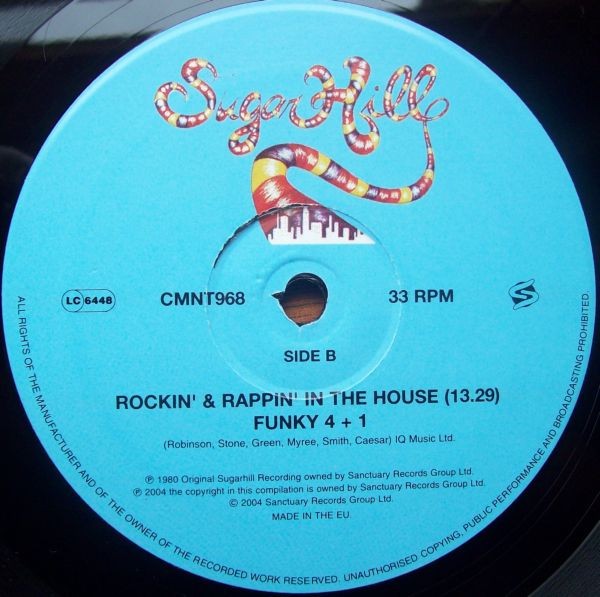 Sugar Hill
LC 6448
CMNT968
33 RPM
S
SIDE B
ROCKIN' & RAPPIN' IN THE HOUSE (13.29)
FUNKY 4 + 1
(Robinson, Stone, Green, Myree, Smith, Caesar) IQ Music Ltd.
℗ 1980 Original Sugarhill Recording owned by Sanctuary Records Group Ltd.
℗ 2004 the copyright in this compilation is owned by Sanctuary Records Group Ltd.
© 2004 Sanctuary Records Group Ltd.
MADE IN THE EU.
ALL RIGHTS OF THE MANUFACTURER AND OF THE OWNER OF THE RECORDED WORK RESERVED. UNAUTHORISED COPYING, PUBLIC PERFORMANCE AND BROADCASTING PROHIBITED.